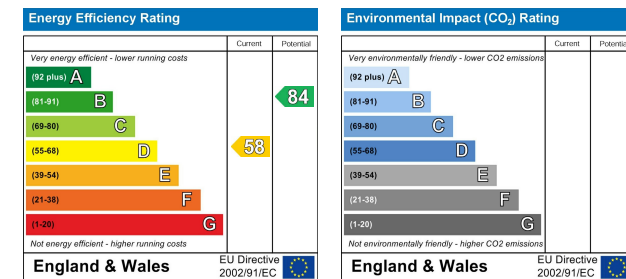 Energy Efficiency Rating
Current Potential
Very energy efficient - lower running costs
(92 plus) A
(81-91) B
84
(69-80) C
(55-68) D
58
(39-54) E
(21-38) F
(1-20) G
Not energy efficient - higher running costs
England & Wales
EU Directive
2002/91/EC
Environmental Impact (CO₂) Rating
Current Potential
Very environmentally friendly - lower CO2 emissions
(92 plus) A
(81-91) B
(69-80) C
(55-68) D
(39-54) E
(21-38) F
(1-20) G
Not environmentally friendly - higher CO2 emissions
England & Wales
EU Directive
2002/91/EC